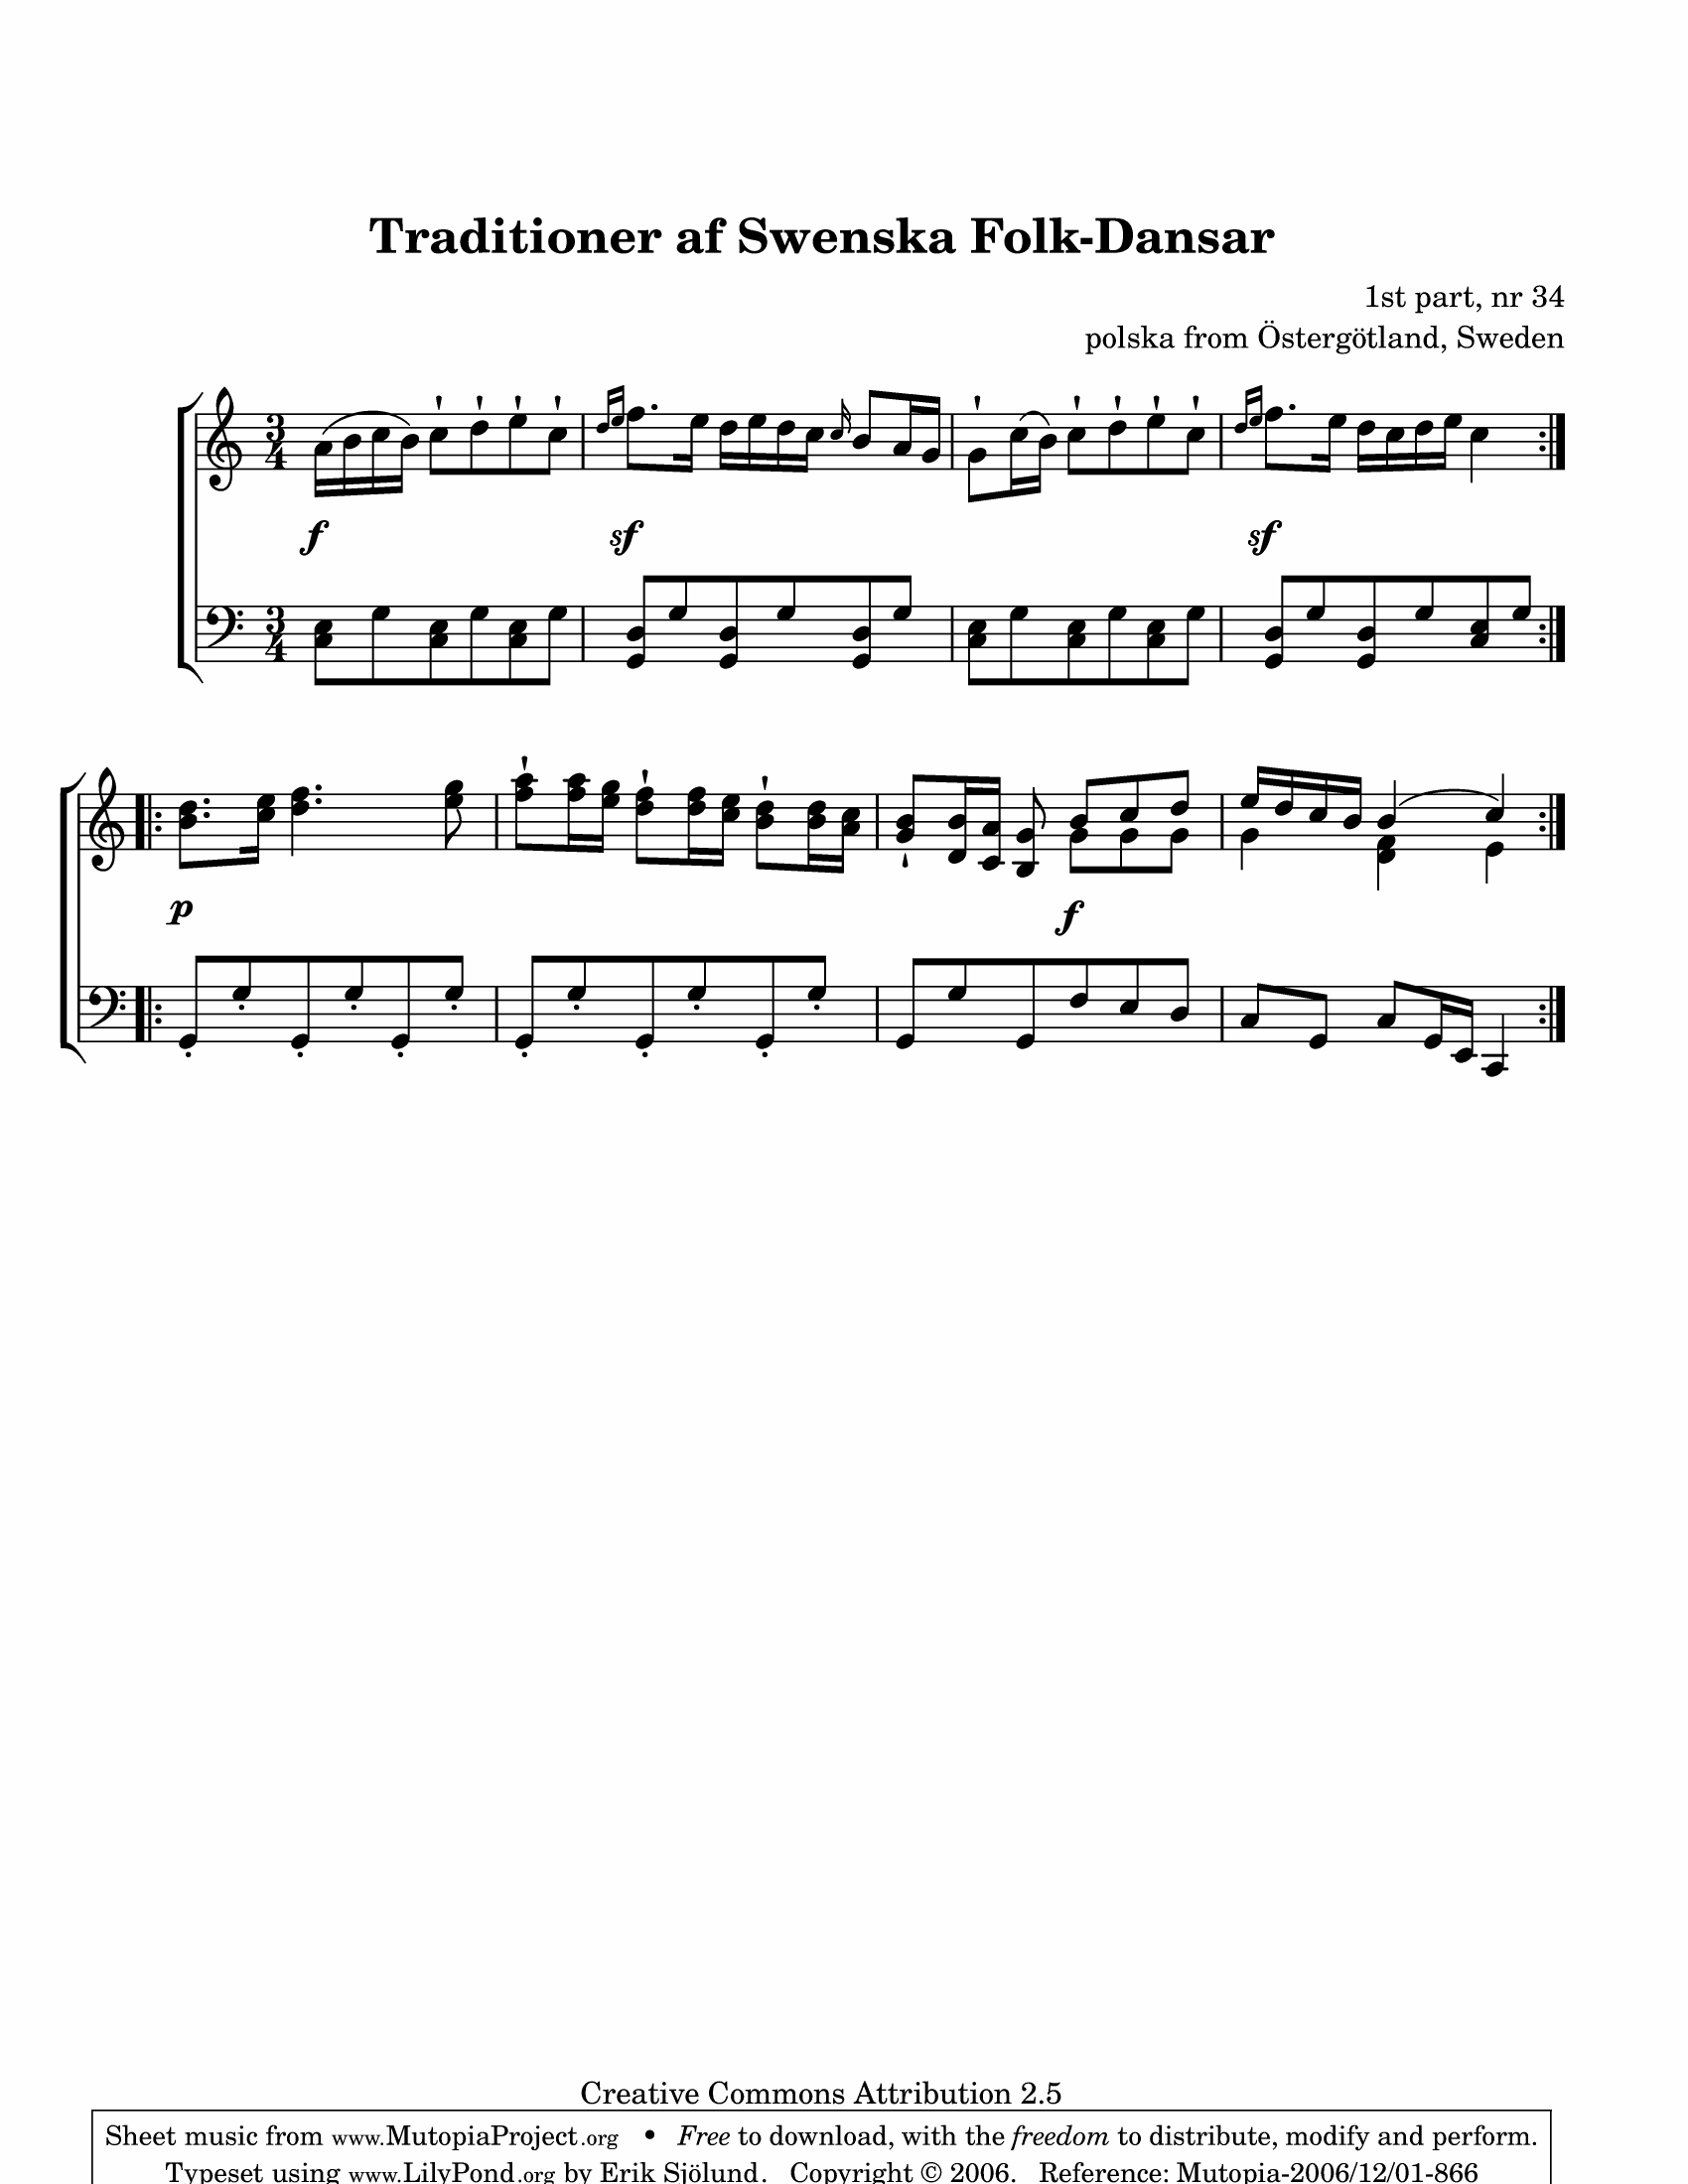 Traditioner af Swenska Folk-Dansar
1st part, nr 34
polska from Östergötland, Sweden
3
4
f
sf
sf
3
4
p
f
Creative Commons Attribution 2.5
Sheet music from www.MutopiaProject.org • Free to download, with the freedom to distribute, modify and perform.
Typeset using www.LilyPond.org by Erik Sjölund. Copyright © 2006. Reference: Mutopia-2006/12/01-866